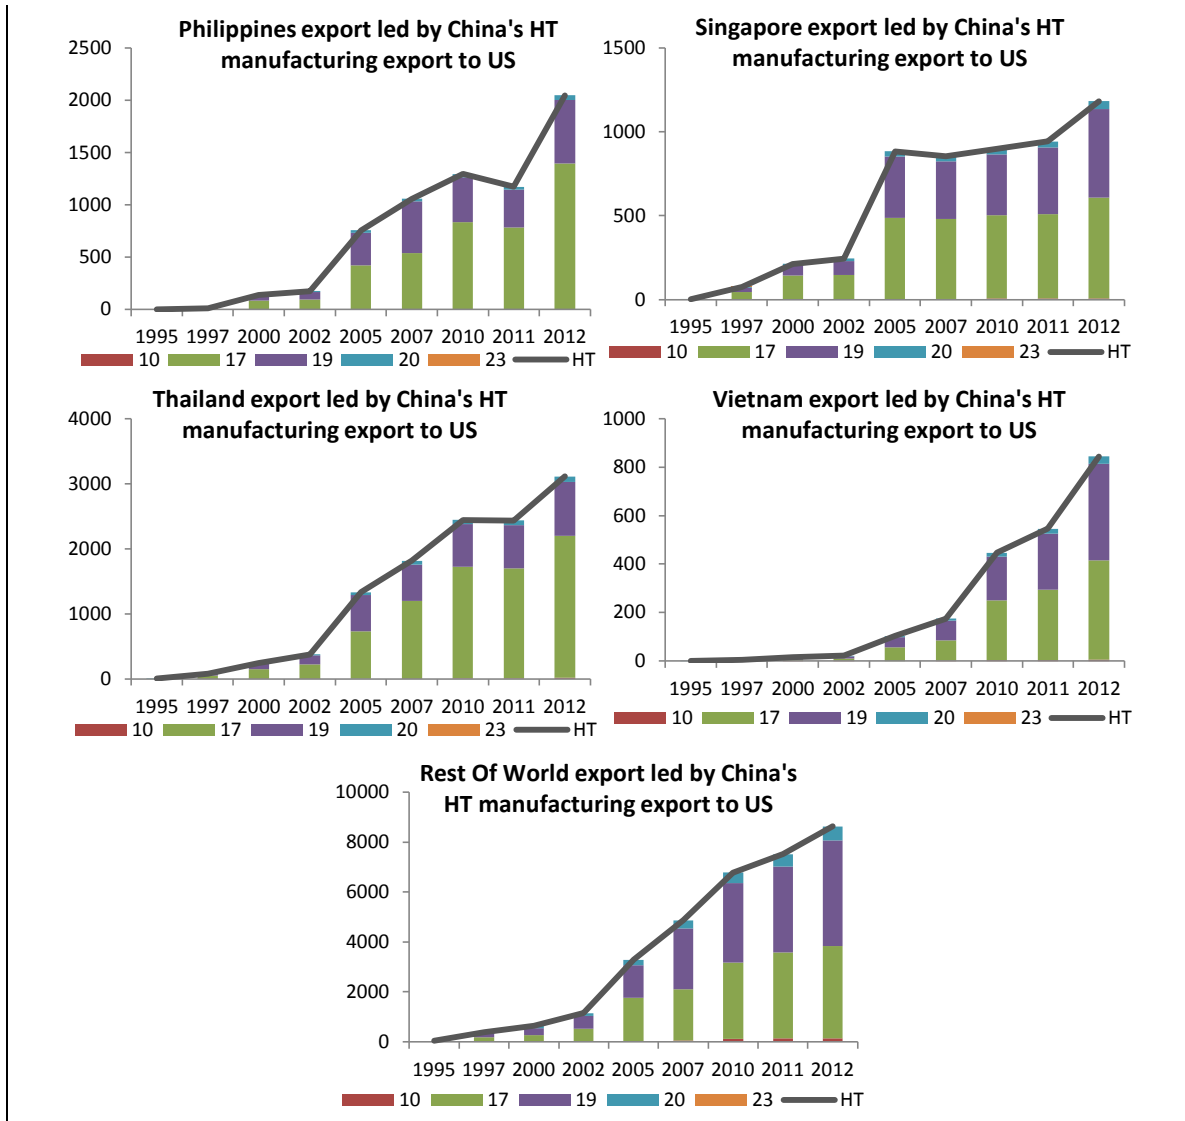 Philippines export led by China's HT
manufacturing export to US
2500
2000
1500
1000
500
0
1995 1997 2000 2002 2005 2007 2010 2011 2012
10 17 19 20 23 HT
Singapore export led by China's HT
manufacturing export to US
1500
1000
500
0
1995 1997 2000 2002 2005 2007 2010 2011 2012
10 17 19 20 23 HT
Thailand export led by China's HT
manufacturing export to US
4000
3000
2000
1000
0
1995 1997 2000 2002 2005 2007 2010 2011 2012
10 17 19 20 23 HT
Vietnam export led by China's HT
manufacturing export to US
1000
800
600
400
200
0
1995 1997 2000 2002 2005 2007 2010 2011 2012
10 17 19 20 23 HT
Rest Of World export led by China's
HT manufacturing export to US
10000
8000
6000
4000
2000
0
1995 1997 2000 2002 2005 2007 2010 2011 2012
10 17 19 20 23 HT